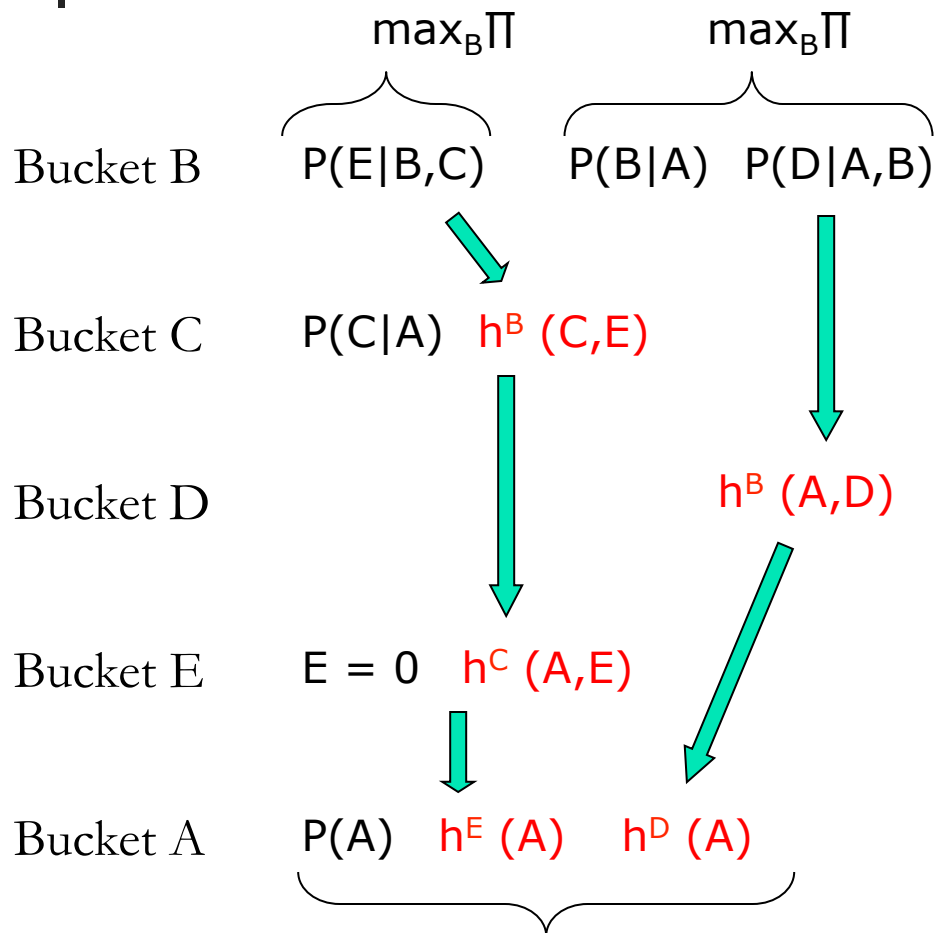 max_B∏ max_B∏
Bucket B P(E|B,C) P(B|A) P(D|A,B)
Bucket C P(C|A) h^B (C,E)
Bucket D h^B (A,D)
Bucket E E = 0 h^C (A,E)
Bucket A P(A) h^E (A) h^D (A)